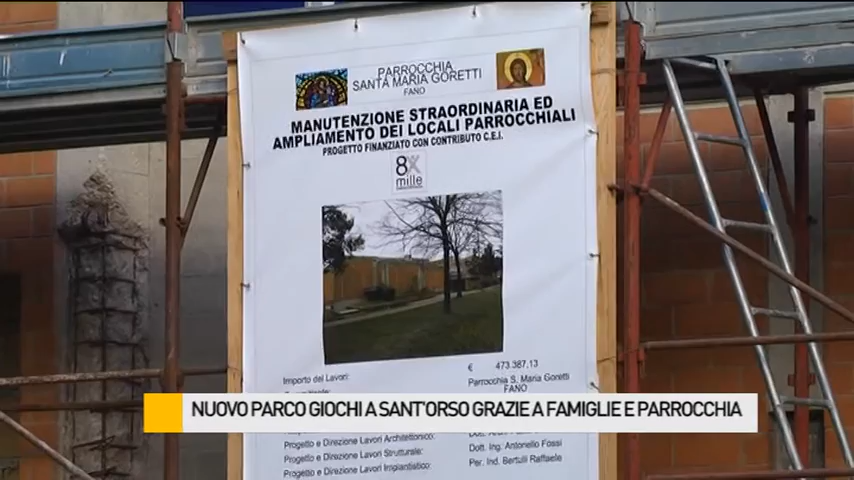 PARROCCHIA
SANTA MARIA GORETTI
FANO
MANUTENZIONE STRAORDINARIA ED
AMPLIAMENTO DEI LOCALI PARROCCHIALI
PROGETTO FINANZIATO CON CONTRIBUTO C.E.I.
8X
mille
Importo dei Lavori: € 473.387,13
Parrocchia S. Maria Goretti
FANO
NUOVO PARCO GIOCHI A SANT'ORSO GRAZIE A FAMIGLIE E PARROCCHIA
Progetto e Direzione Lavori Architettonico:
Progetto e Direzione Lavori Strutturale: Dott. Ing. Antonello Fossi
Progetto e Direzione Lavori Impiantistico: Per. Ind. Bertulli Raffaele